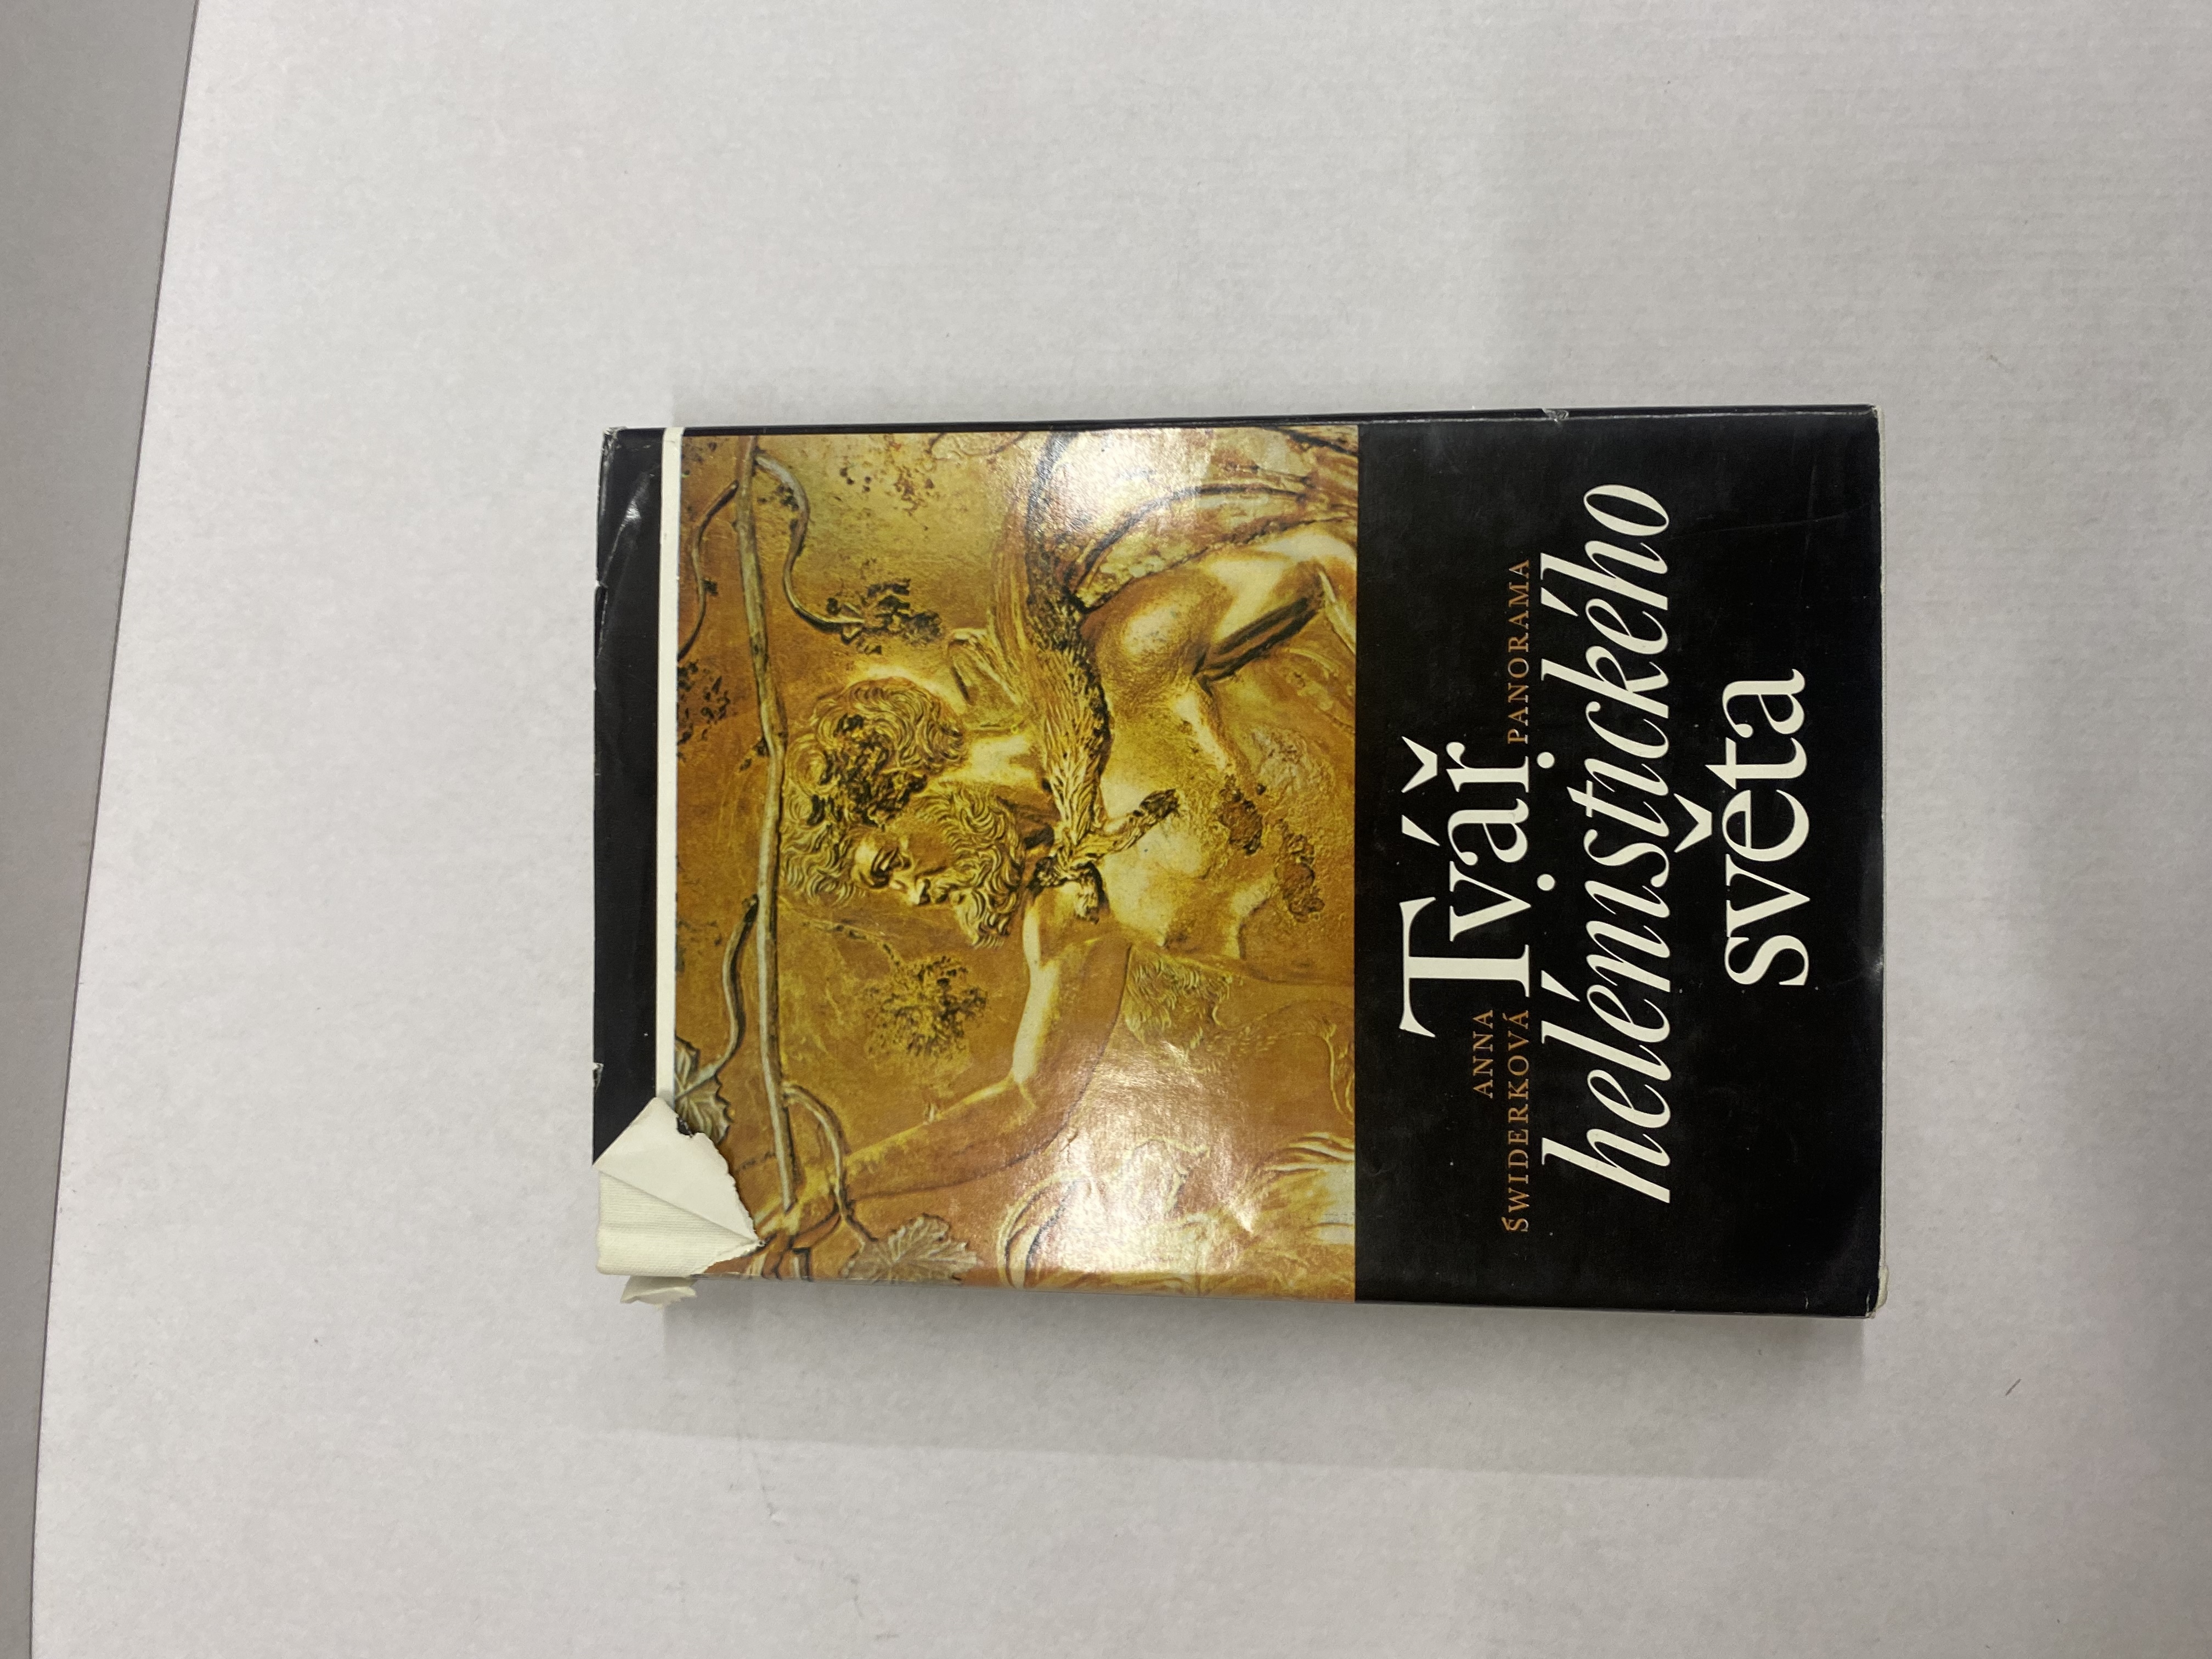 ANNA
ŚWIDERKOVÁ
Tvář
PANORAMA
helénistického
světa